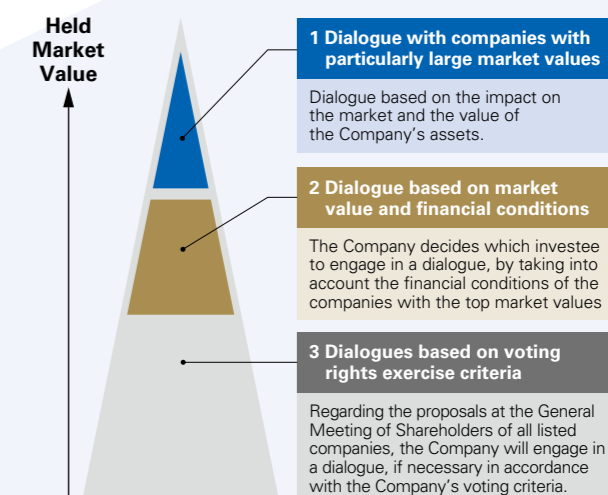 Held
Market
Value
1 Dialogue with companies with
particularly large market values
Dialogue based on the impact on
the market and the value of
the Company's assets.
2 Dialogue based on market
value and financial conditions
The Company decides which investee
to engage in a dialogue, by taking into
account the financial conditions of the
companies with the top market values
3 Dialogues based on voting
rights exercise criteria
Regarding the proposals at the General
Meeting of Shareholders of all listed
companies, the Company will engage in
a dialogue, if necessary in accordance
with the Company's voting criteria.